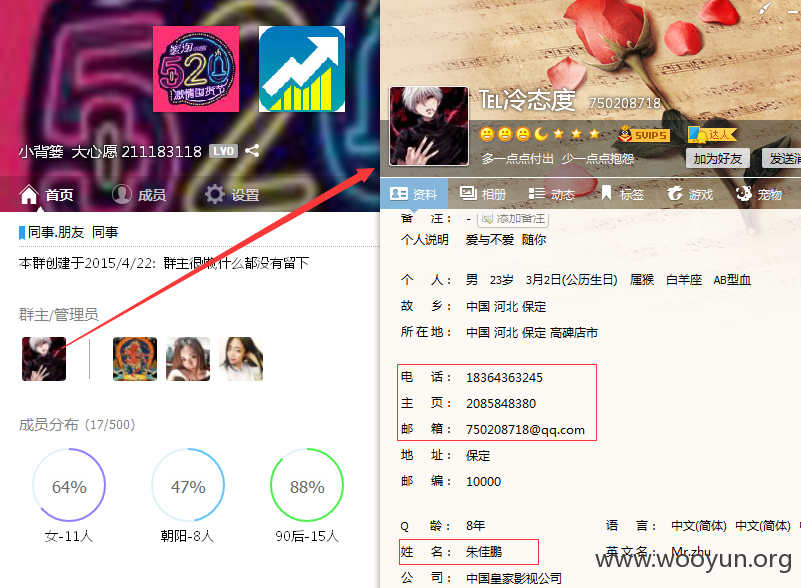 紫淘
520
激情囤货节
小背篓 大心愿 211183118 LV0
首页 成员 设置
同事.朋友 同事
本群创建于2015/4/22: 群主很懒,什么都没有留下
群主/管理员
成员分布 (17/500)
64% 47% 88%
女-11人 朝阳-8人 90后-15人
℡冷态度 750208718
SVIP5 达人
多一点点付出 少一点点抱怨
加为好友 发送消
资料 相册 动态 标签 游戏 宠物
备 注: - 添加备注
个人说明 爱与不爱 随你
个 人: 男 23岁 3月2日(公历生日) 属猴 白羊座 AB型血
故 乡: 中国 河北 保定
所在地: 中国 河北 保定 高碑店市
电 话: 18364363245
主 页: 2085848380
邮 箱: 750208718@qq.com
地 址: 保定
邮 编: 10000
Q 龄: 8年 语 言: 中文(简体) 中文(简体)
姓 名: 朱佳鹏 英文名: Mr.zhu
公 司: 中国皇家影视公司
www.wooyun.org